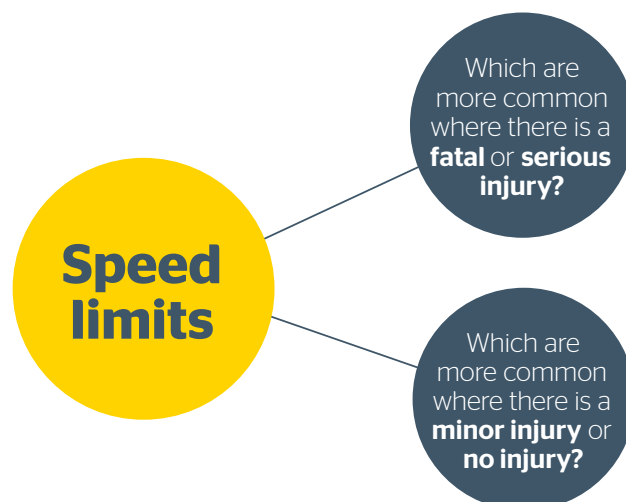 Which are
more common
where there is a
fatal or serious
injury?
Speed
limits
Which are
more common
where there is a
minor injury or
no injury?